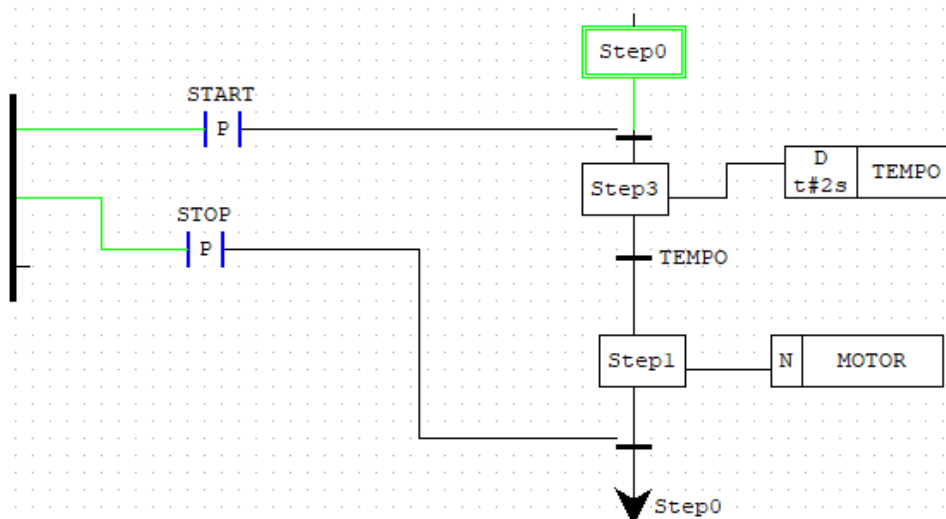 Step0
START
P
D
t#2s
TEMPO
Step3
STOP
P
TEMPO
Step1
N
MOTOR
Step0